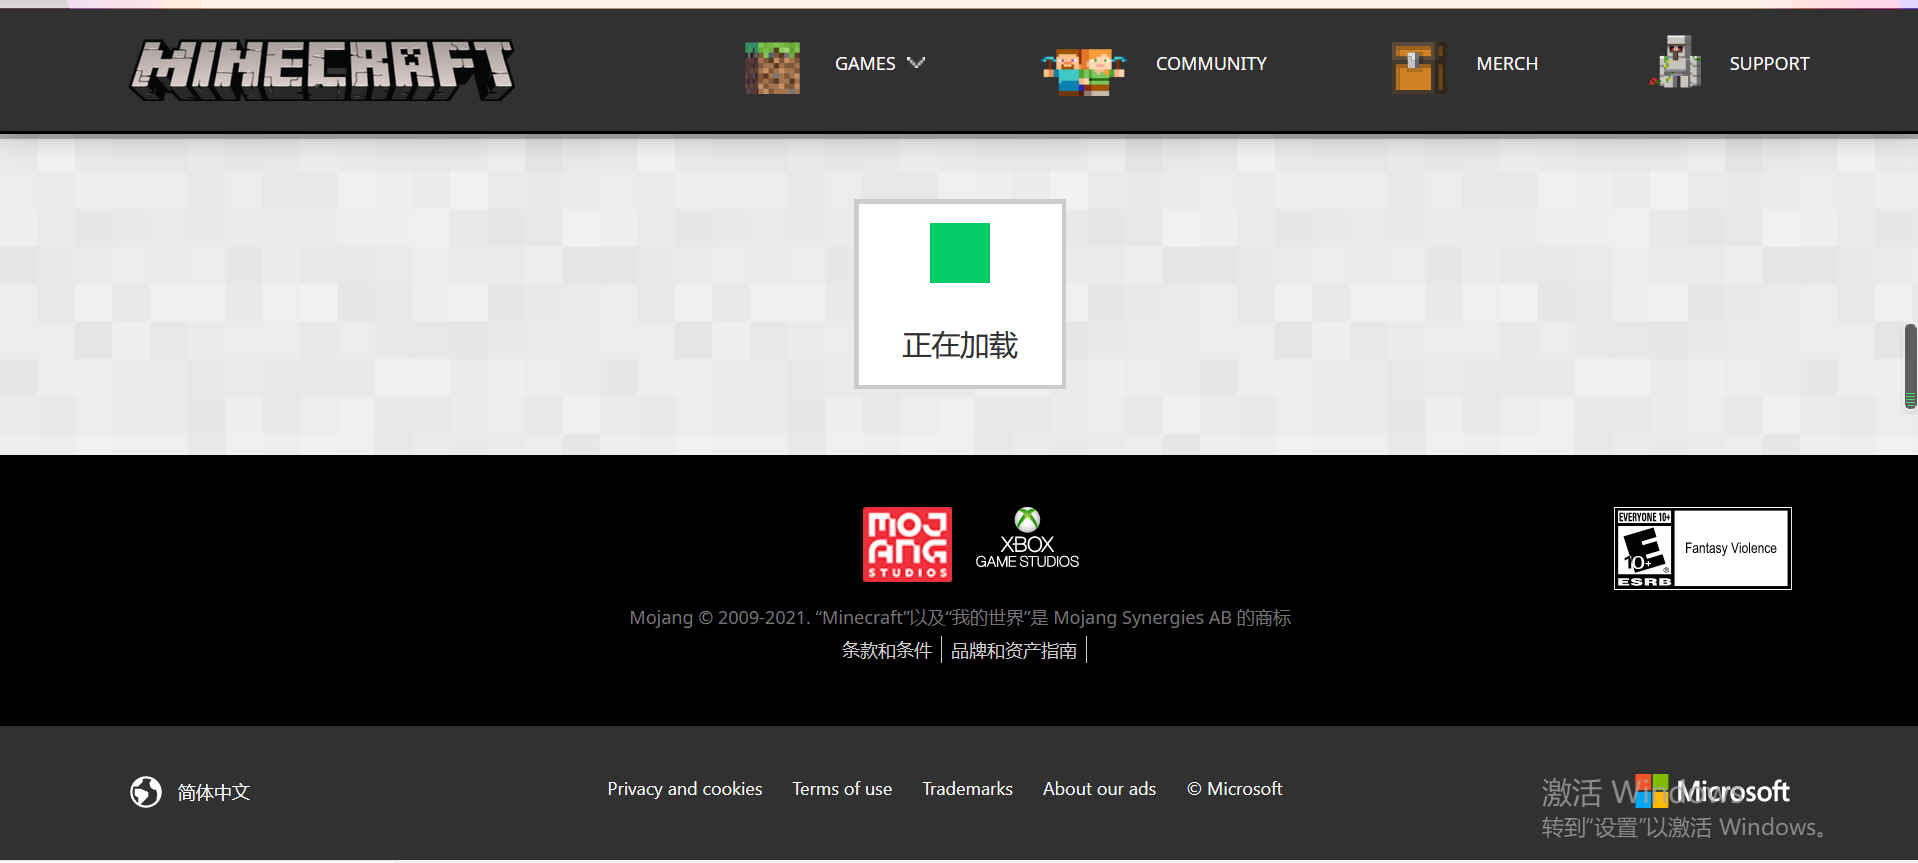 MINECRAFT
GAMES
COMMUNITY
MERCH
SUPPORT
正在加载
MOJANG STUDIOS
XBOX
GAME STUDIOS
EVERYONE 10+
E 10+
ESRB
Fantasy Violence
Mojang © 2009-2021. “Minecraft”以及“我的世界”是 Mojang Synergies AB 的商标
条款和条件 品牌和资产指南
简体中文
Privacy and cookies Terms of use Trademarks About our ads © Microsoft
Microsoft
激活 Windows
转到“设置”以激活 Windows。